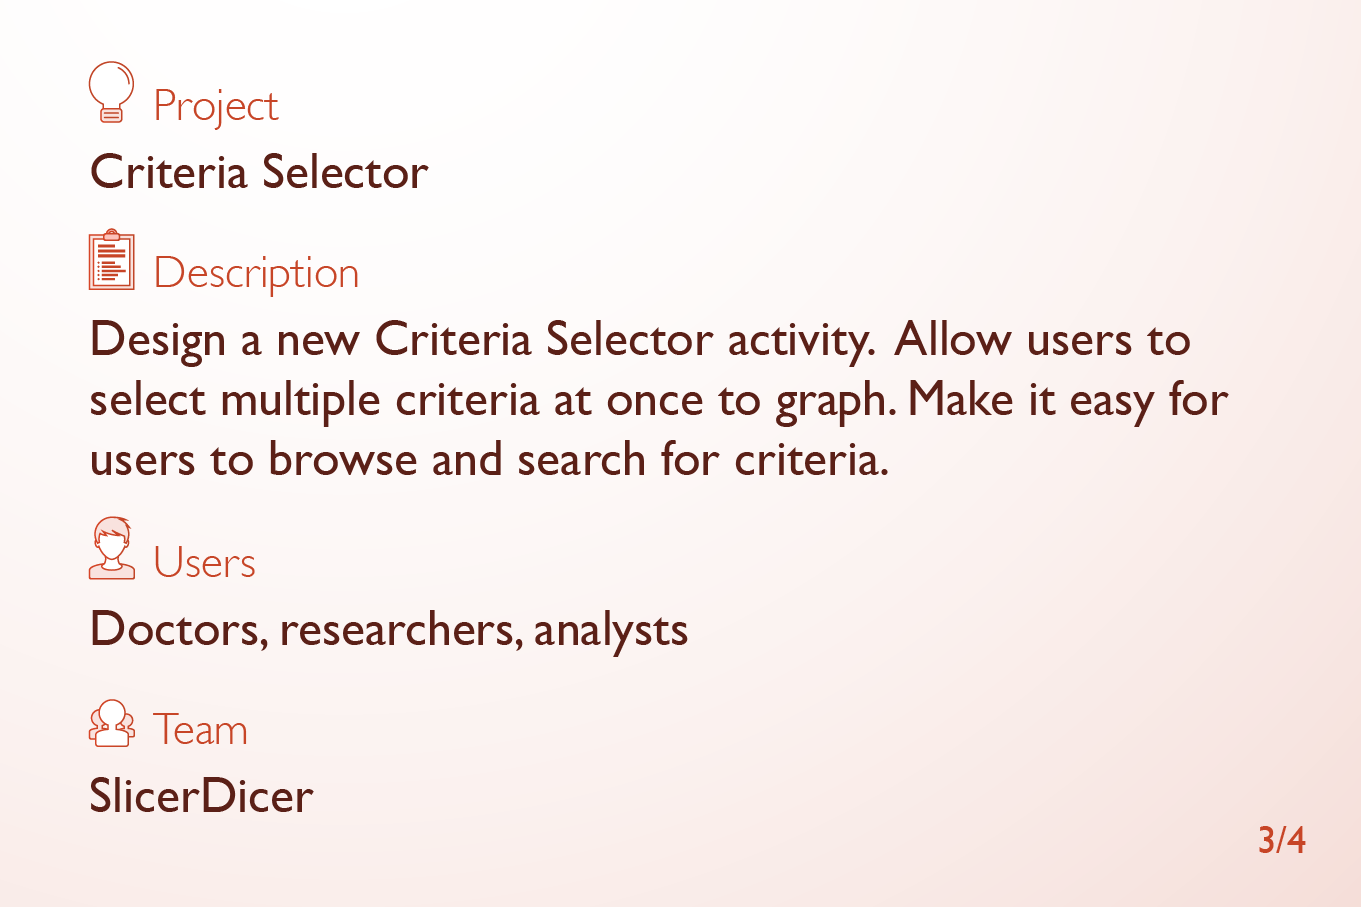 Project
Criteria Selector
Description
Design a new Criteria Selector activity. Allow users to
select multiple criteria at once to graph. Make it easy for
users to browse and search for criteria.
Users
Doctors, researchers, analysts
Team
SlicerDicer
3/4